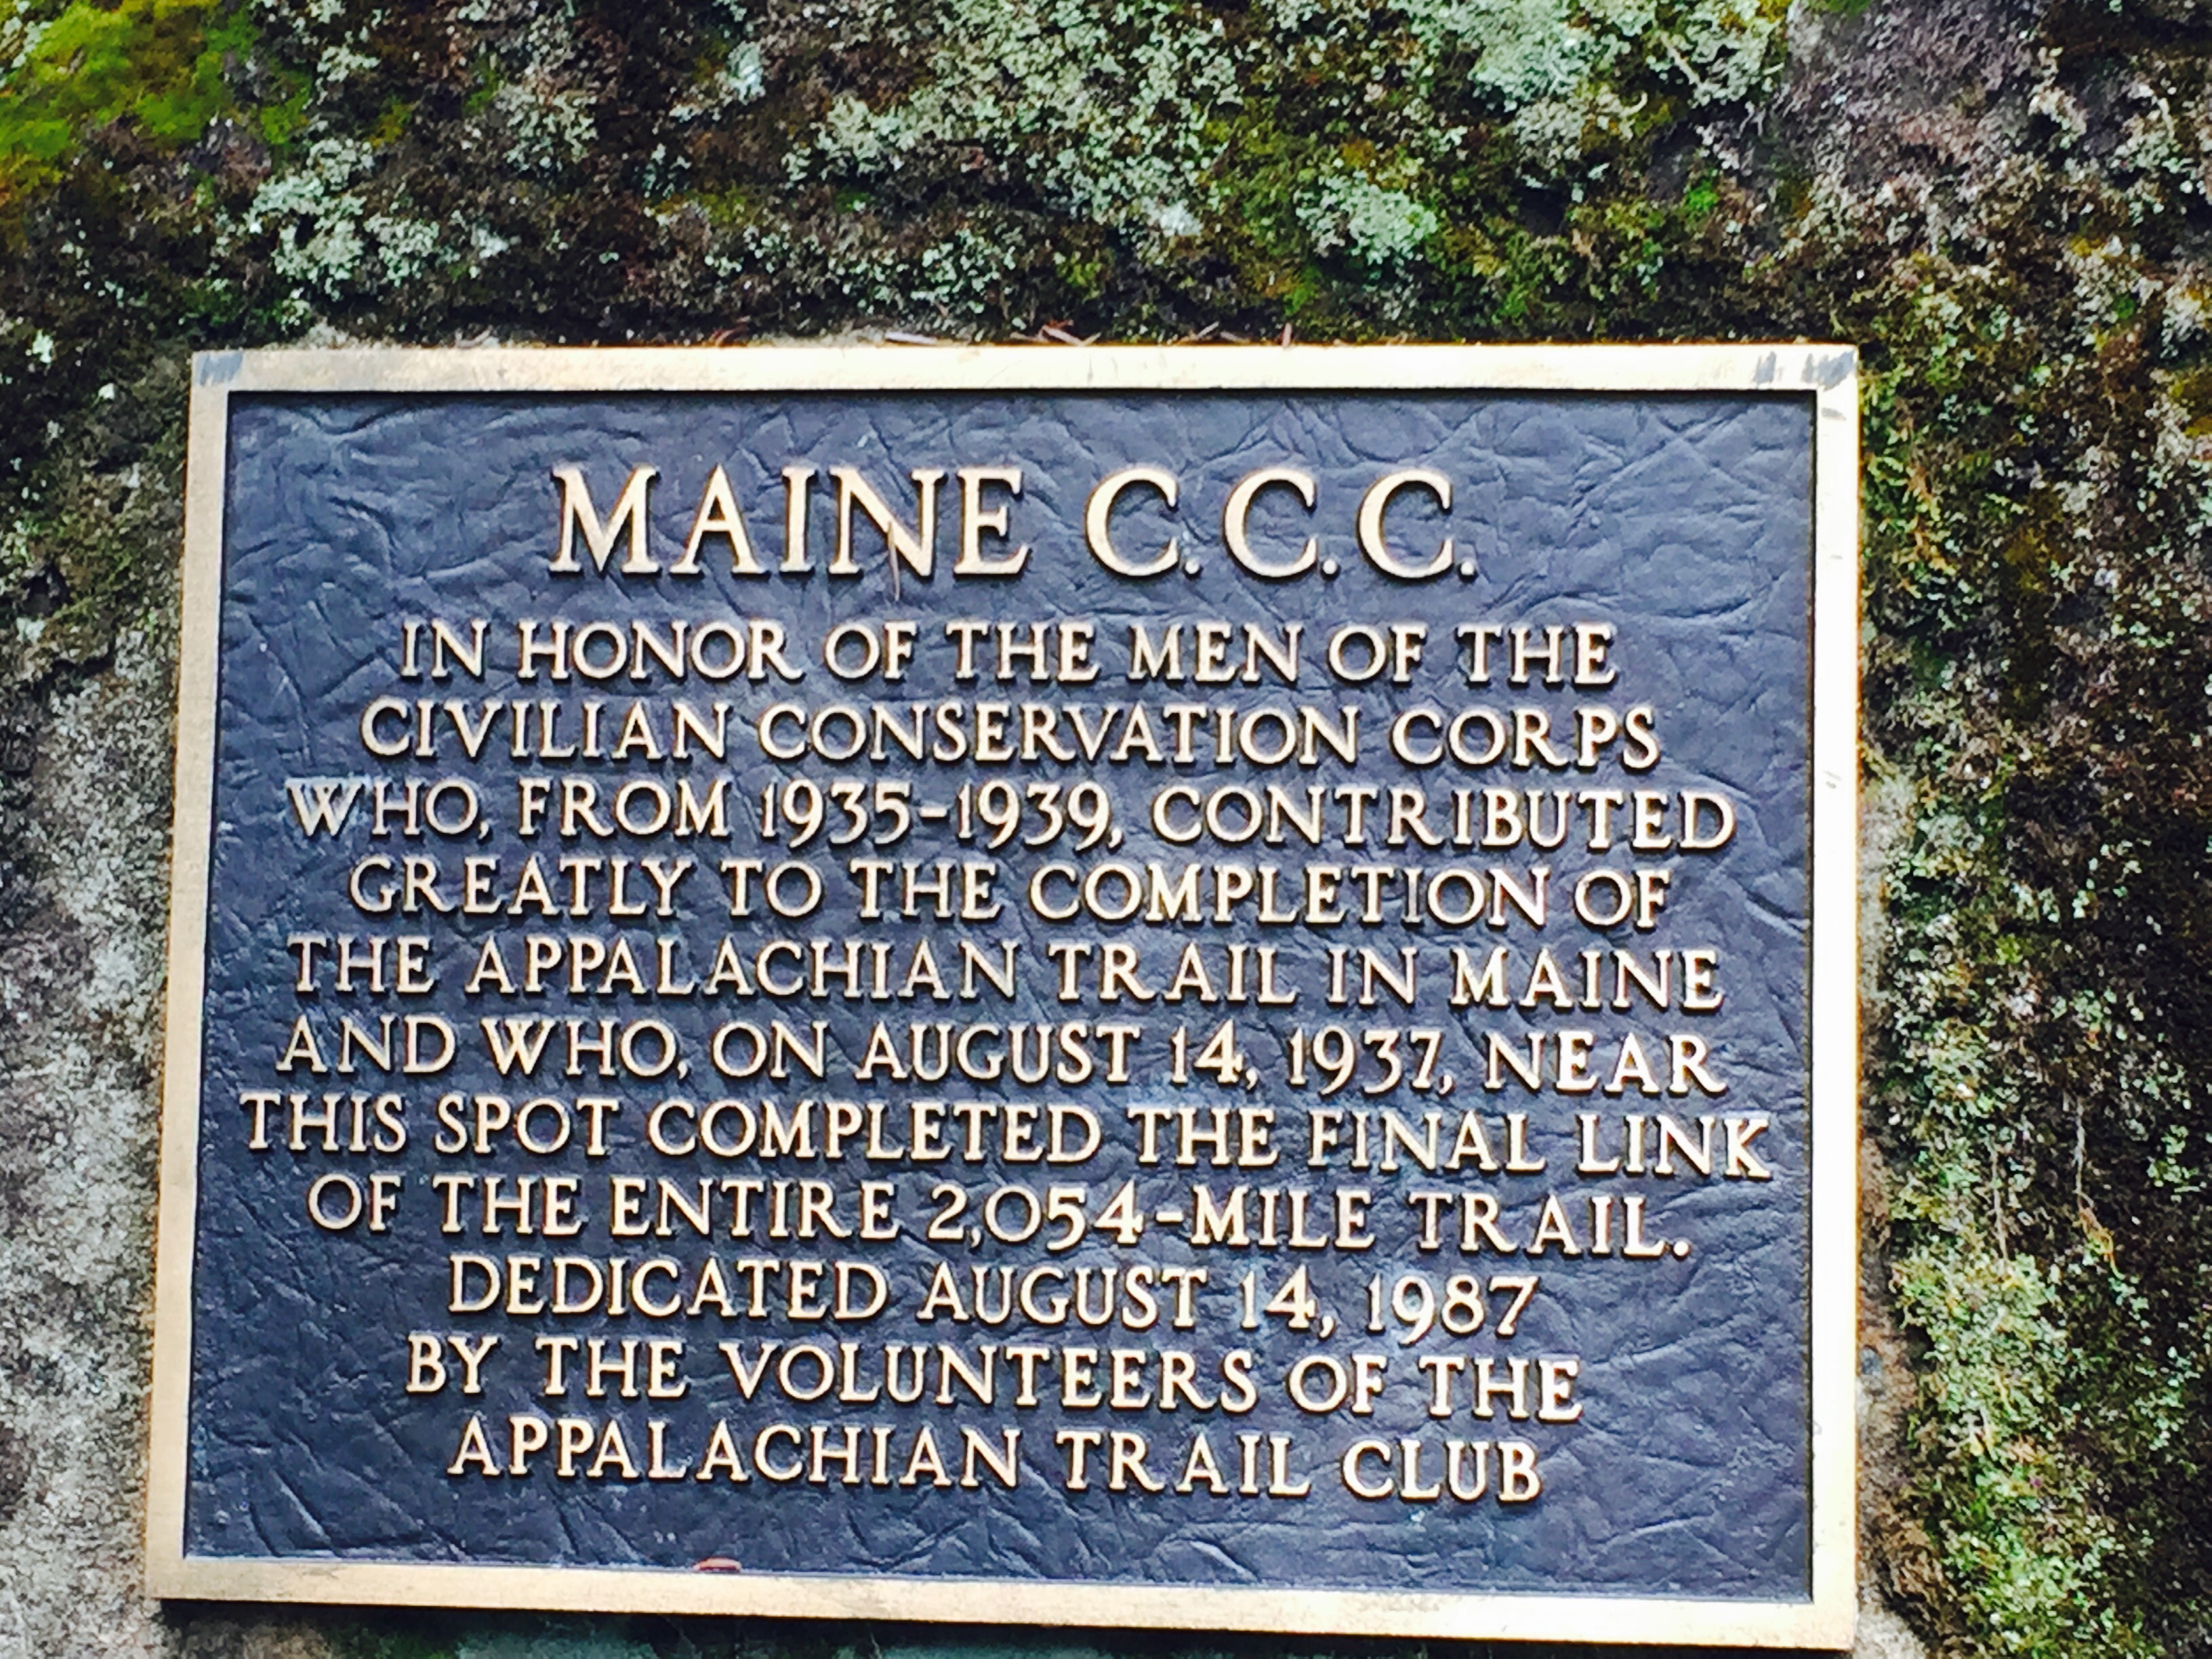 MAINE C.C.C.
IN HONOR OF THE MEN OF THE
CIVILIAN CONSERVATION CORPS
WHO, FROM 1935-1939, CONTRIBUTED
GREATLY TO THE COMPLETION OF
THE APPALACHIAN TRAIL IN MAINE
AND WHO, ON AUGUST 14, 1937, NEAR
THIS SPOT COMPLETED THE FINAL LINK
OF THE ENTIRE 2,054-MILE TRAIL.
DEDICATED AUGUST 14, 1987
BY THE VOLUNTEERS OF THE
APPALACHIAN TRAIL CLUB